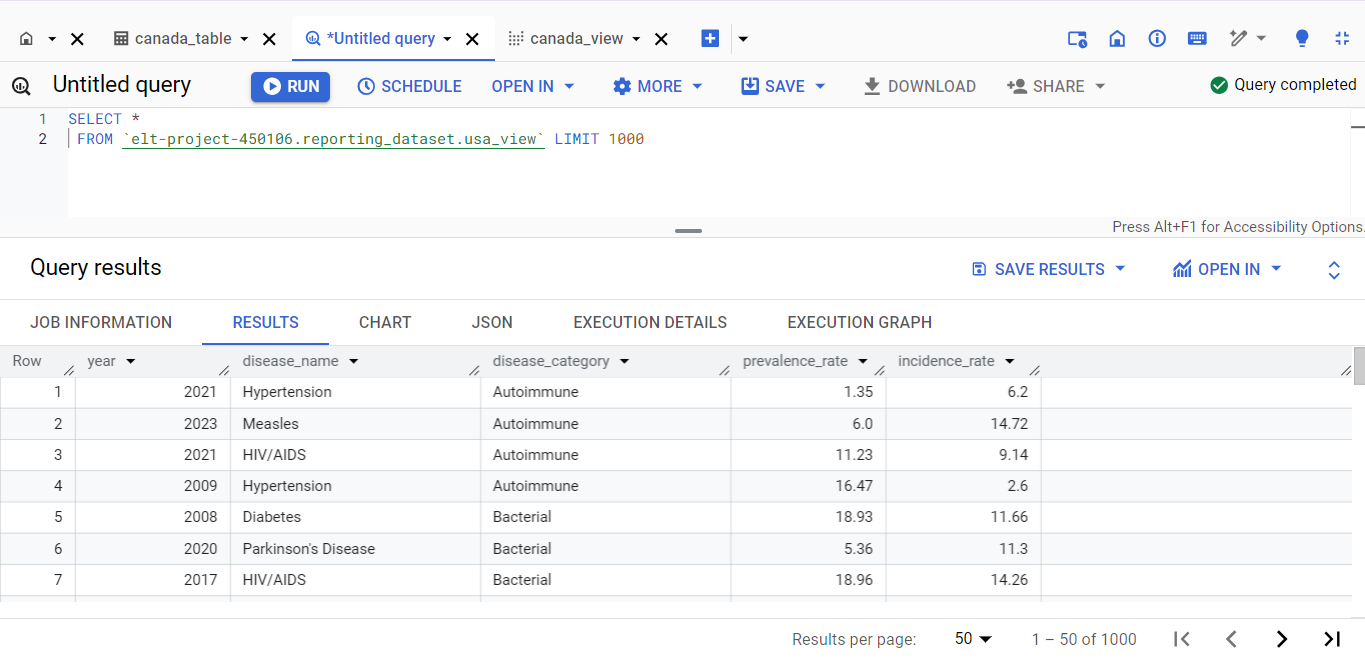 canada_table *Untitled query canada_view
Untitled query RUN SCHEDULE OPEN IN MORE SAVE DOWNLOAD SHARE Query completed
1 SELECT *
2 FROM `elt-project-450106.reporting_dataset.usa_view` LIMIT 1000
Press Alt+F1 for Accessibility Options.
Query results SAVE RESULTS OPEN IN
JOB INFORMATION RESULTS CHART JSON EXECUTION DETAILS EXECUTION GRAPH
Row year disease_name disease_category prevalence_rate incidence_rate
1 2021 Hypertension Autoimmune 1.35 6.2
2 2023 Measles Autoimmune 6.0 14.72
3 2021 HIV/AIDS Autoimmune 11.23 9.14
4 2009 Hypertension Autoimmune 16.47 2.6
5 2008 Diabetes Bacterial 18.93 11.66
6 2020 Parkinson's Disease Bacterial 5.36 11.3
7 2017 HIV/AIDS Bacterial 18.96 14.26
Results per page: 50 1 – 50 of 1000